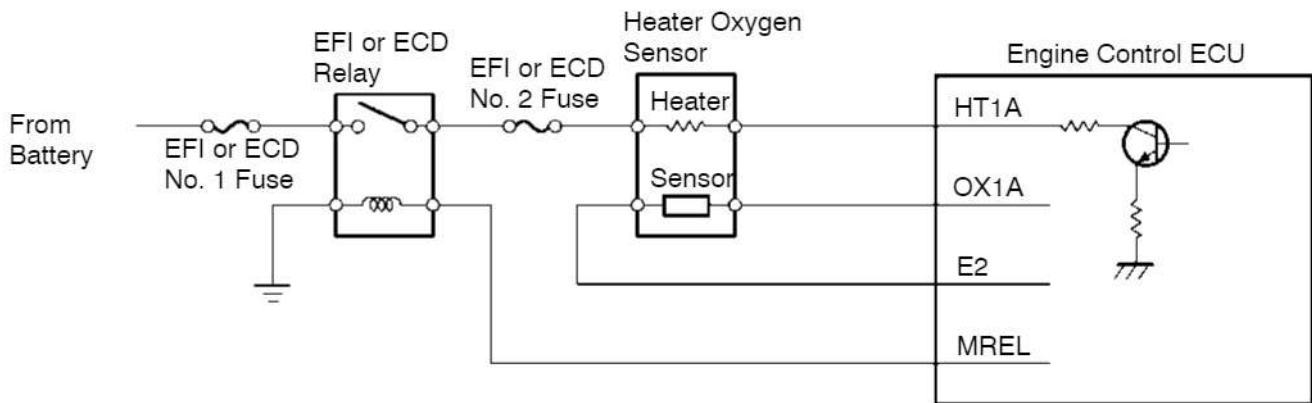 Heater Oxygen
Sensor
EFI or ECD
Relay
EFI or ECD
No. 2 Fuse
Engine Control ECU
From
Battery
EFI or ECD
No. 1 Fuse
Heater
Sensor
HT1A
OX1A
E2
MREL